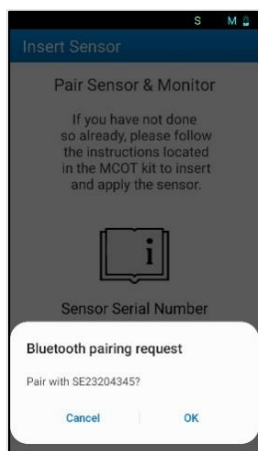 S M
Insert Sensor
Pair Sensor & Monitor
If you have not done
so already, please follow
the instructions located
in the MCOT kit to insert
and apply the sensor.
i
Sensor Serial Number
Bluetooth pairing request
Pair with SE23204345?
Cancel OK